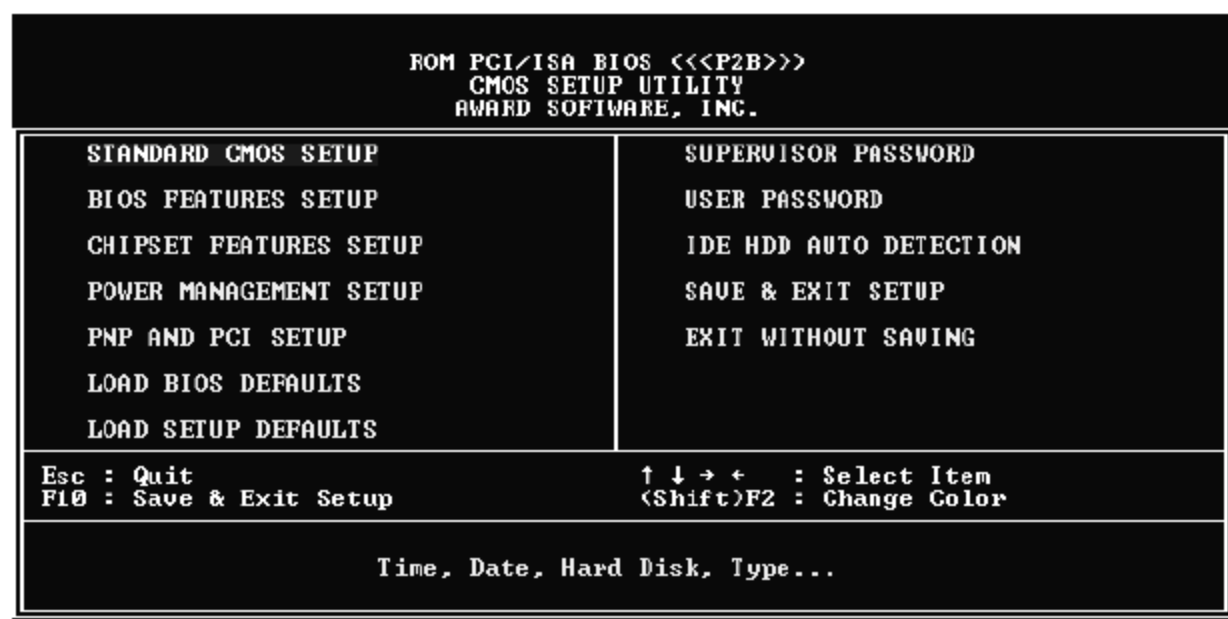 ROM PCI/ISA BIOS <<<P2B>>>
CMOS SETUP UTILITY
AWARD SOFTWARE, INC.
STANDARD CMOS SETUP
BIOS FEATURES SETUP
CHIPSET FEATURES SETUP
POWER MANAGEMENT SETUP
PNP AND PCI SETUP
LOAD BIOS DEFAULTS
LOAD SETUP DEFAULTS
SUPERVISOR PASSWORD
USER PASSWORD
IDE HDD AUTO DETECTION
SAVE & EXIT SETUP
EXIT WITHOUT SAVING
Esc : Quit
F10 : Save & Exit Setup
↑ ↓ → ← : Select Item
(Shift)F2 : Change Color
Time, Date, Hard Disk, Type...